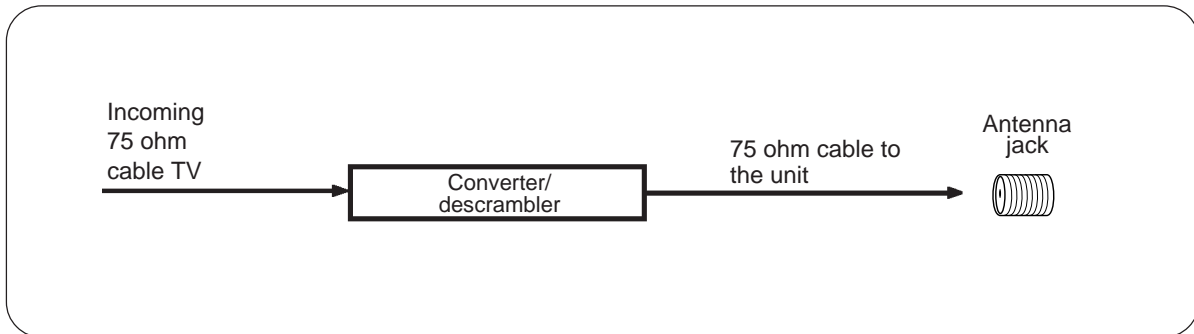 Incoming
75 ohm
cable TV
Converter/
descrambler
75 ohm cable to
the unit
Antenna
jack